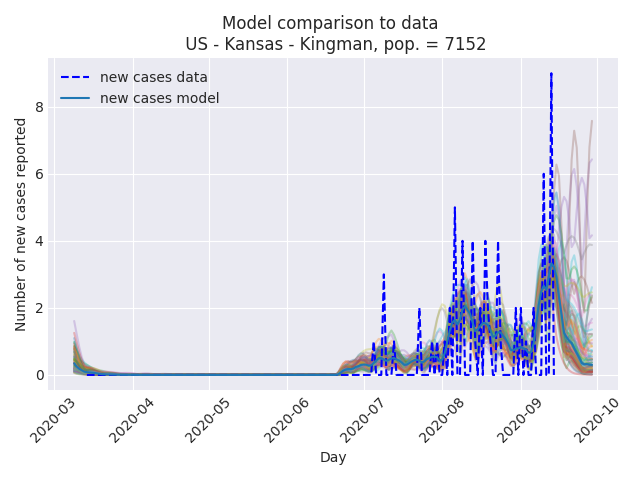 Model comparison to data
US - Kansas - Kingman, pop. = 7152
new cases data
new cases model
Number of new cases reported
8
6
4
2
0
2020-03
2020-04
2020-05
2020-06
2020-07
2020-08
2020-09
2020-10
Day